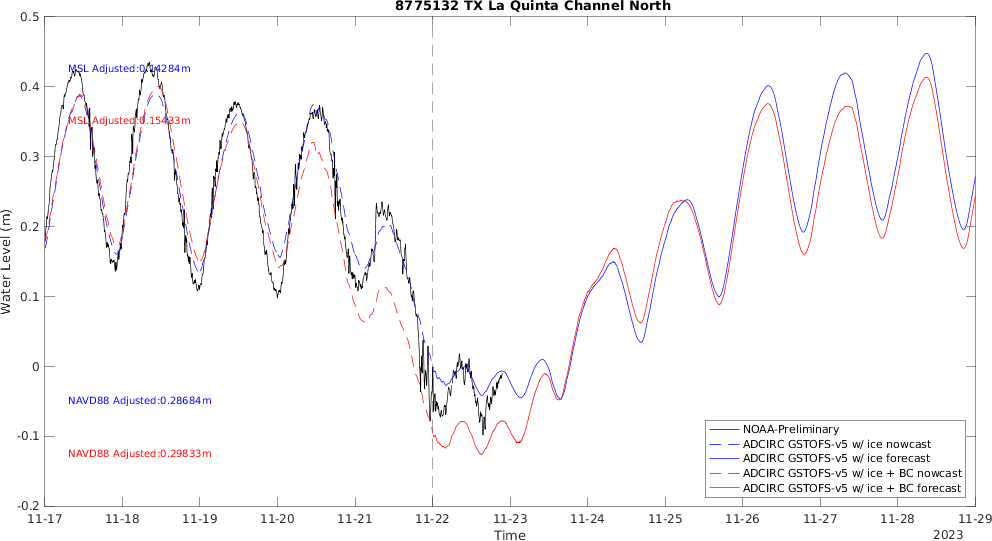 8775132 TX La Quinta Channel North
0.5
0.4
0.3
0.2
0.1
0
-0.1
-0.2
Water Level (m)
MSL Adjusted:0.14284m
MSL Adjusted:0.15433m
NAVD88 Adjusted:0.28684m
NAVD88 Adjusted:0.29833m
NOAA-Preliminary
ADCIRC GSTOFS-v5 w/ ice nowcast
ADCIRC GSTOFS-v5 w/ ice forecast
ADCIRC GSTOFS-v5 w/ ice + BC nowcast
ADCIRC GSTOFS-v5 w/ ice + BC forecast
11-17 11-18 11-19 11-20 11-21 11-22 11-23 11-24 11-25 11-26 11-27 11-28 11-29
Time
2023